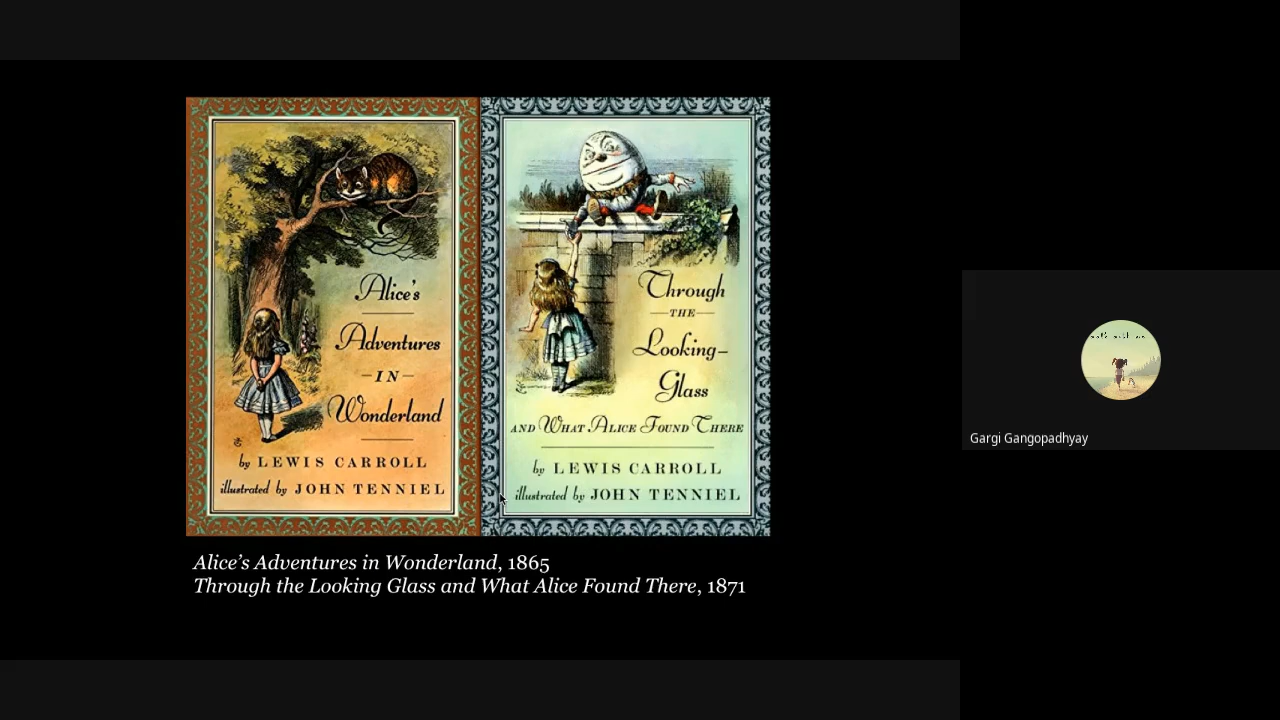 Alice's
Adventures
IN
Wonderland
by LEWIS CARROLL
illustrated by JOHN TENNIEL
Through
THE
Looking-
Glass
AND WHAT ALICE FOUND THERE
by LEWIS CARROLL
illustrated by JOHN TENNIEL
Alice's Adventures in Wonderland, 1865
Through the Looking Glass and What Alice Found There, 1871
Gargi Gangopadhyay